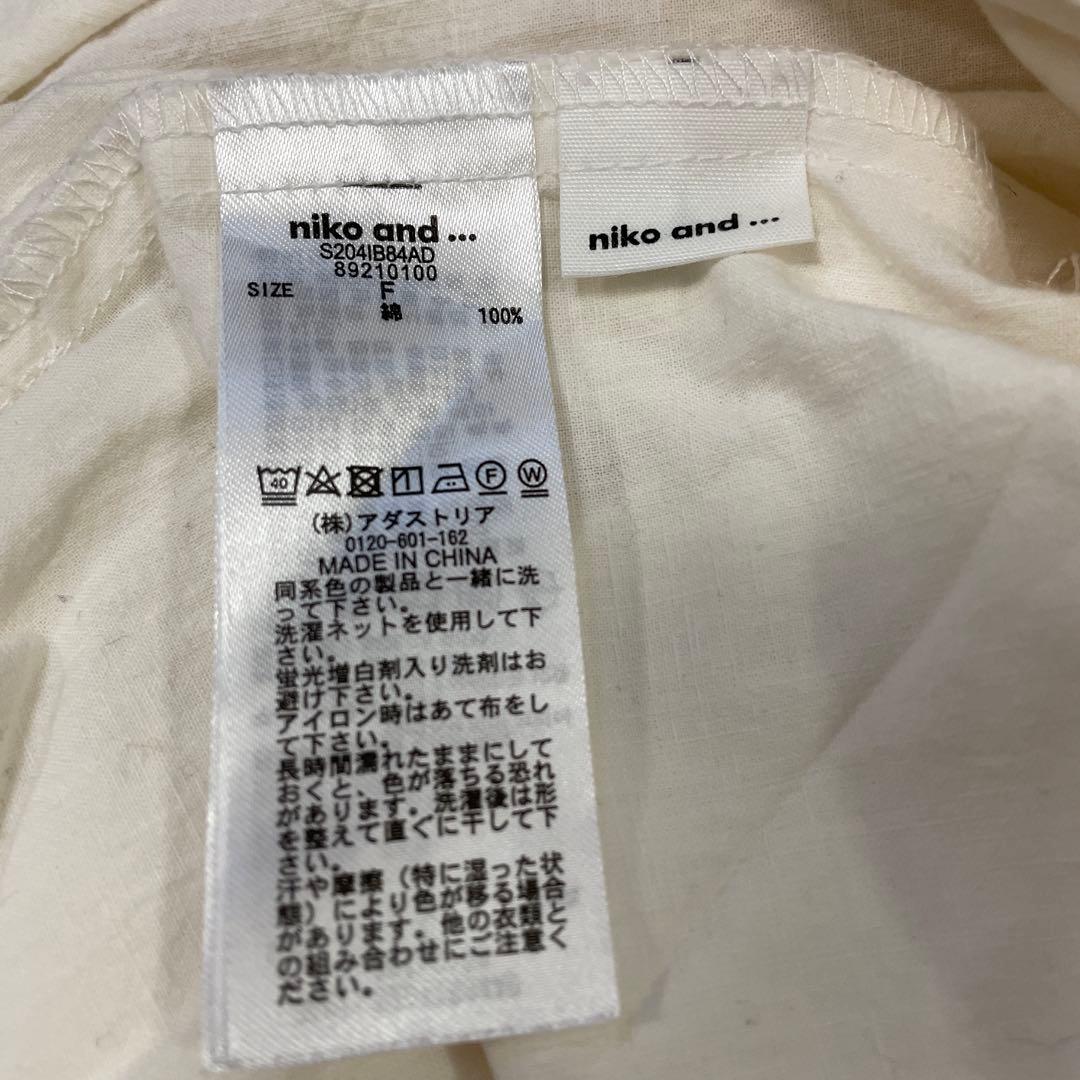 niko and ...
S204IB84AD
89210100
SIZE F
綿 100%
40 F W
(株)アダストリア
0120-601-162
MADE IN CHINA
同系色の製品と一緒に洗
って下さい。
洗濯ネットを使用して下
さい。
蛍光増白剤入り洗剤はお
避け下さい。
アイロン時はあて布をし
て下さい。
長時間濡れたままにして
おくと、色が落ちる恐れ
があります。洗濯後は形
を整えて直ぐに干して下
さい。
汗や摩擦(特に湿った状
態)により色が移る場合
があります。他の衣類と
の組み合わせにご注意く
ださい。
niko and ...